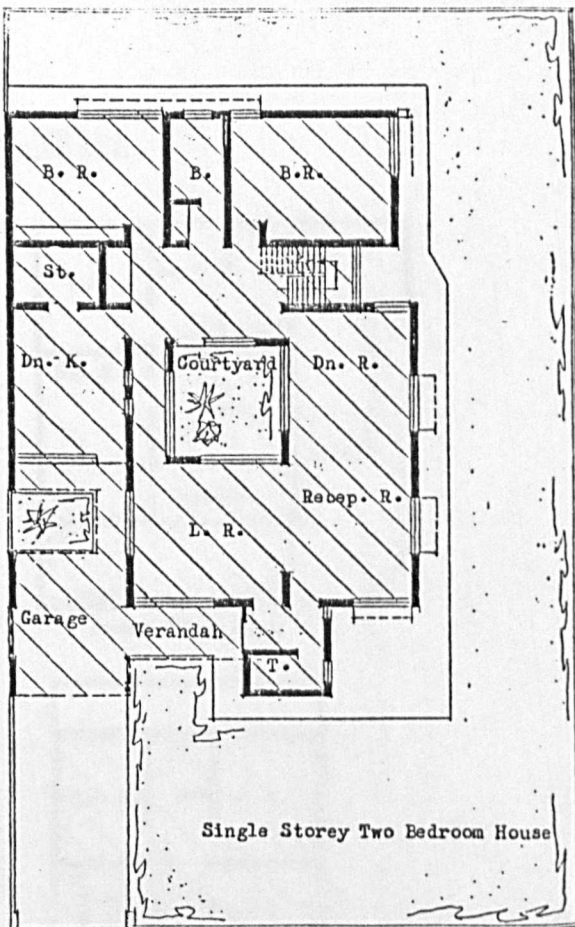 B. R.
B.
B.R.
St.
Dn.- K.
Courtyard
Dn. R.
Recep. R.
L. R.
Garage
Verandah
T.
Single Storey Two Bedroom House